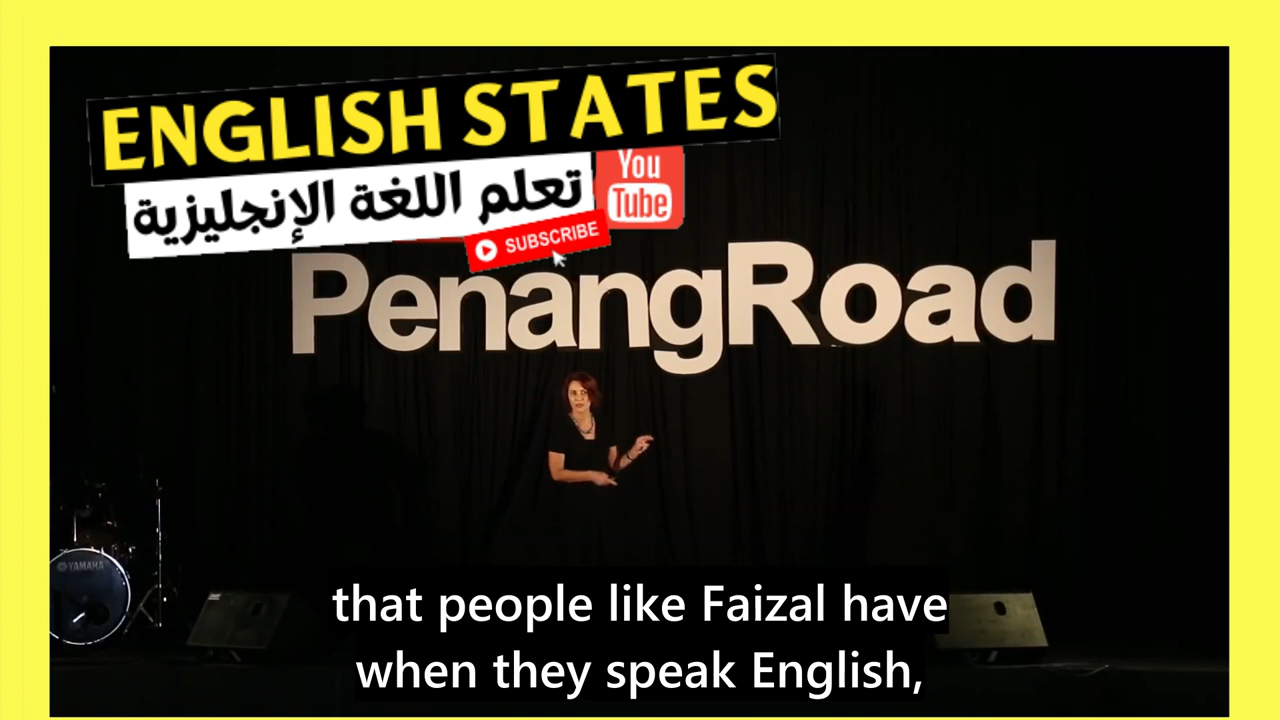 ENGLISH STATES
تعلم اللغة الإنجليزية
You
Tube
SUBSCRIBE
PenangRoad
YAMAHA
that people like Faizal have
when they speak English,